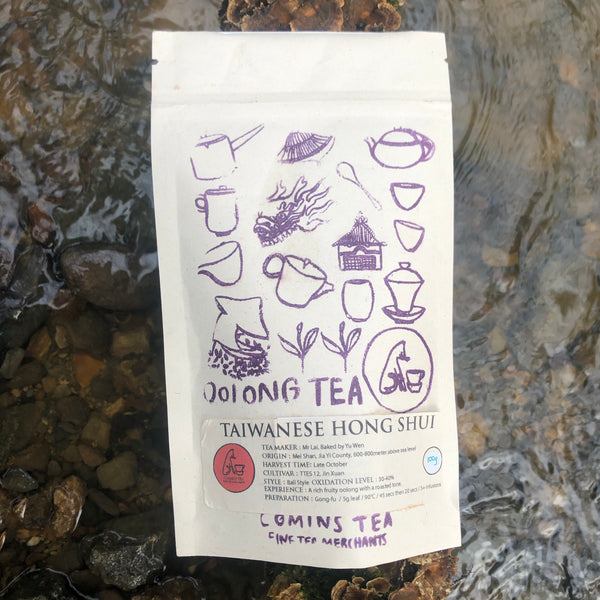 OOlONG TEA
TAIWANESE HONG SHUI
TEA MAKER : Mr Lai, Baked by Yu Wen
ORIGIN : Mei Shan, Jia Yi County, 600-800meter above sea level
HARVEST TIME: Late October
CULTIVAR : TTES 12, Jin Xuan
STYLE : Ball Style OXIDATION LEVEL : 30-40%
EXPERIENCE : A rich fruity oolong with a roasted tone.
PREPARATION : Gong-fu / 5g leaf / 90℃ / 45 secs then 20 secs / 5+ infusions
100g
COMINS TEA
FINE TEA MERCHANTS